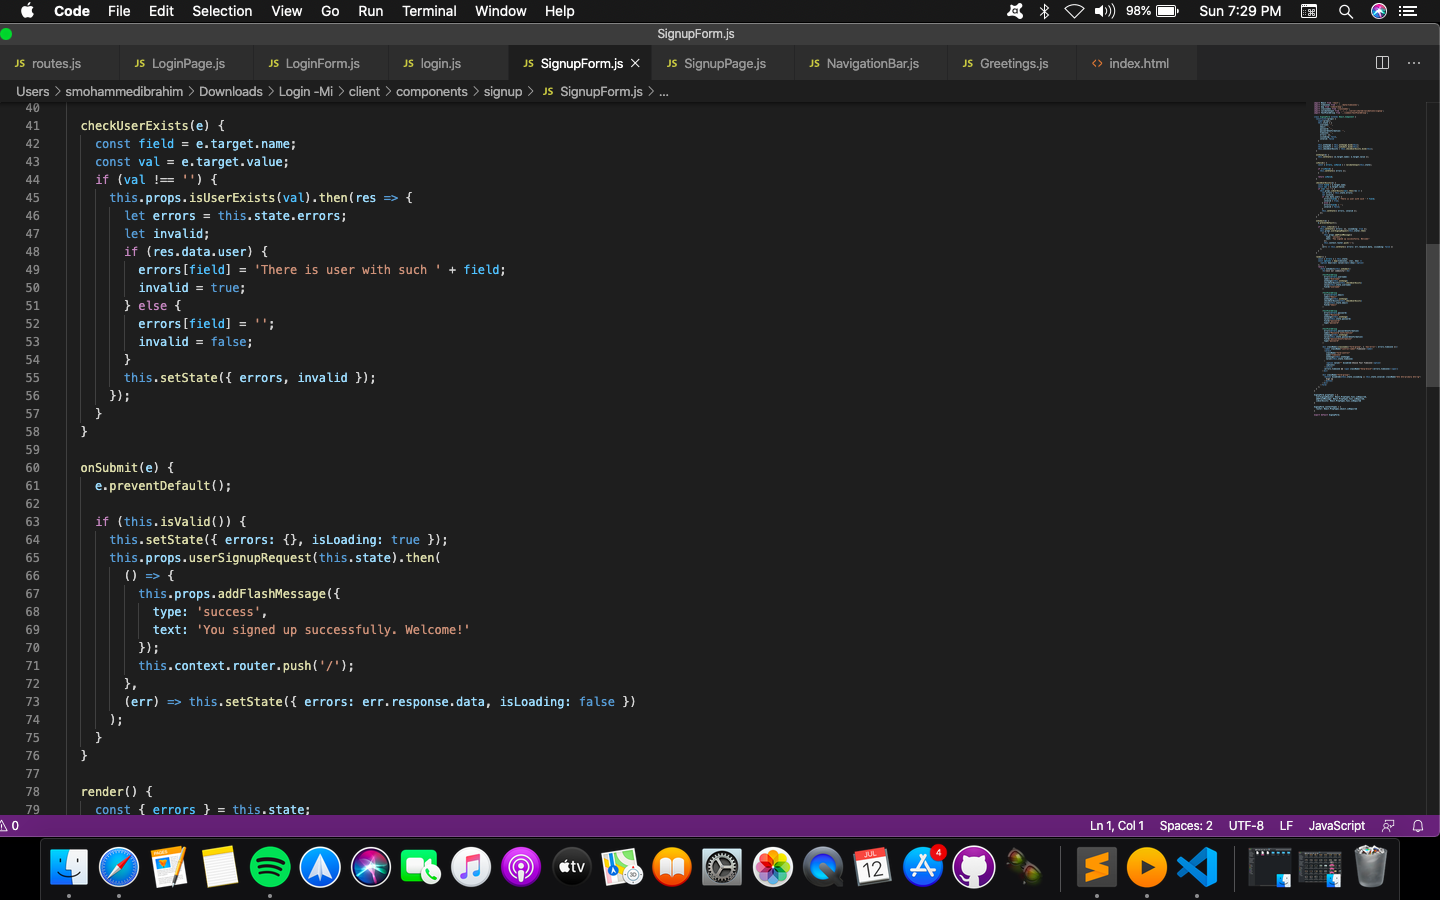 Code File Edit Selection View Go Run Terminal Window Help 98% Sun 7:29 PM
SignupForm.js
JS routes.js JS LoginPage.js JS LoginForm.js JS login.js JS SignupForm.js JS SignupPage.js JS NavigationBar.js JS Greetings.js <> index.html
Users > smohammedibrahim > Downloads > Login -Mi > client > components > signup > JS SignupForm.js > ...
40
41 checkUserExists(e) {
42 const field = e.target.name;
43 const val = e.target.value;
44 if (val !== '') {
45 this.props.isUserExists(val).then(res => {
46 let errors = this.state.errors;
47 let invalid;
48 if (res.data.user) {
49 errors[field] = 'There is user with such ' + field;
50 invalid = true;
51 } else {
52 errors[field] = '';
53 invalid = false;
54 }
55 this.setState({ errors, invalid });
56 });
57 }
58 }
59
60 onSubmit(e) {
61 e.preventDefault();
62
63 if (this.isValid()) {
64 this.setState({ errors: {}, isLoading: true });
65 this.props.userSignupRequest(this.state).then(
66 () => {
67 this.props.addFlashMessage({
68 type: 'success',
69 text: 'You signed up successfully. Welcome!'
70 });
71 this.context.router.push('/');
72 },
73 (err) => this.setState({ errors: err.response.data, isLoading: false })
74 );
75 }
76 }
77
78 render() {
79 const { errors } = this.state;
0 Ln 1, Col 1 Spaces: 2 UTF-8 LF JavaScript
tv
3D
JUL
12
4